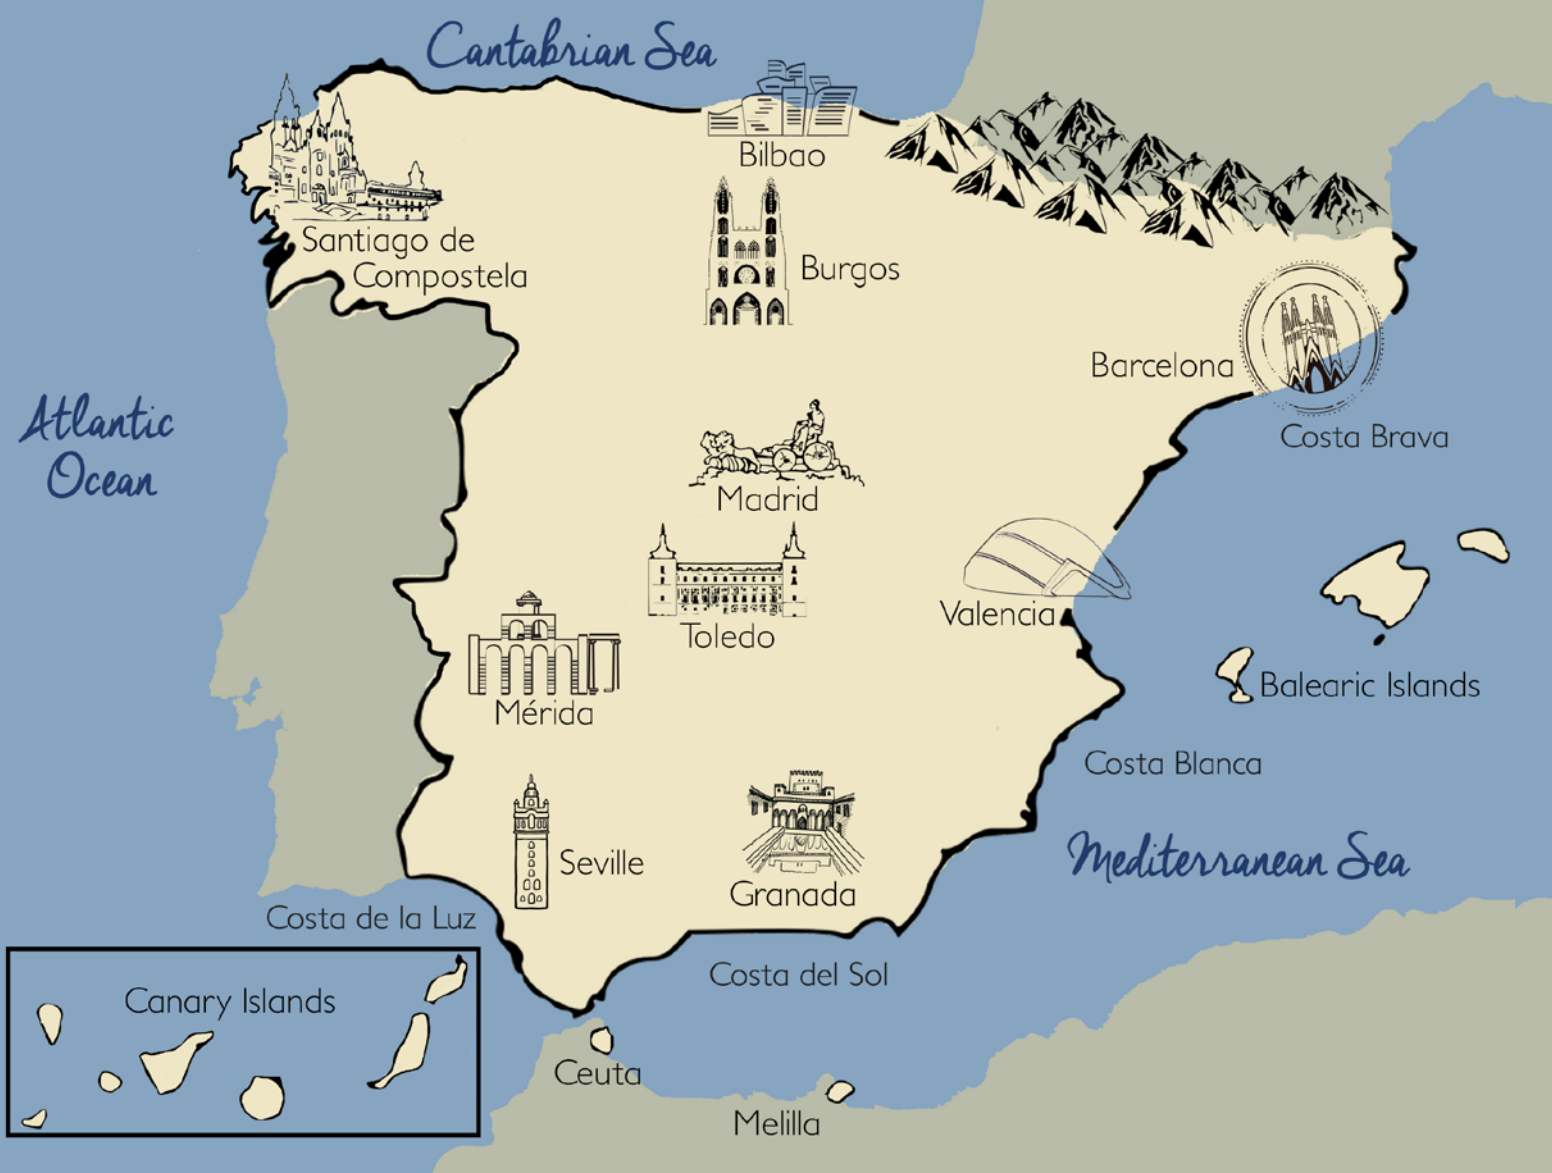 Cantabrian Sea
Bilbao
Santiago de
Compostela
Burgos
Barcelona
Atlantic
Ocean
Costa Brava
Madrid
Valencia
Toledo
Balearic Islands
Mérida
Costa Blanca
Mediterranean Sea
Seville
Granada
Costa de la Luz
Costa del Sol
Canary Islands
Ceuta
Melilla